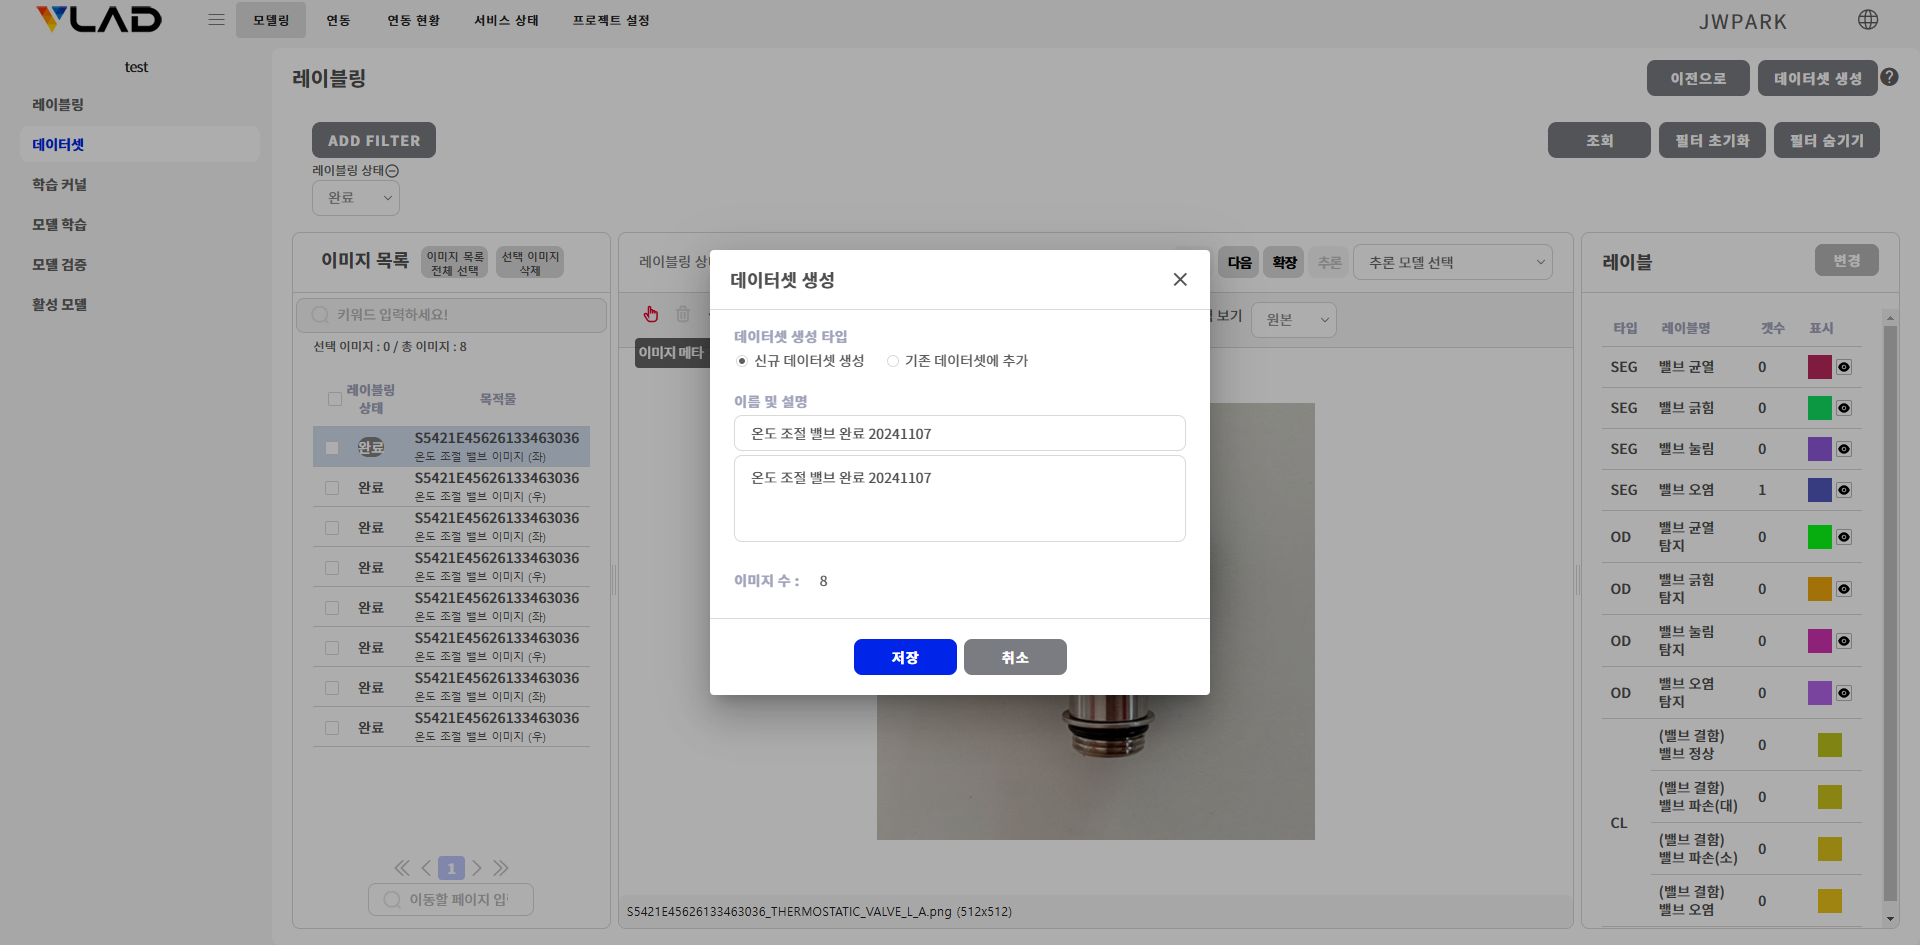 VLAD
모델링
연동
연동 현황
서비스 상태
프로젝트 설정
JWPARK
test
레이블링
데이터셋
학습 커널
모델 학습
모델 검증
활성 모델
레이블링
이전으로
데이터셋 생성
?
ADD FILTER
조회
필터 초기화
필터 숨기기
레이블링 상태
완료
이미지 목록
이미지 목록
전체 선택
선택 이미지
삭제
키워드 입력하세요!
선택 이미지 : 0 / 총 이미지 : 8
레이블링
상태
목적물
완료
S5421E45626133463036
온도 조절 밸브 이미지 (좌)
완료
S5421E45626133463036
온도 조절 밸브 이미지 (우)
완료
S5421E45626133463036
온도 조절 밸브 이미지 (좌)
완료
S5421E45626133463036
온도 조절 밸브 이미지 (우)
완료
S5421E45626133463036
온도 조절 밸브 이미지 (좌)
완료
S5421E45626133463036
온도 조절 밸브 이미지 (우)
완료
S5421E45626133463036
온도 조절 밸브 이미지 (좌)
완료
S5421E45626133463036
온도 조절 밸브 이미지 (우)
1
이동할 페이지 입
레이블링
다음
확장
추론
추론 모델 선택
보기
원본
이미지 메타
데이터셋 생성
데이터셋 생성 타입
신규 데이터셋 생성
기존 데이터셋에 추가
이름 및 설명
온도 조절 밸브 완료 20241107
온도 조절 밸브 완료 20241107
이미지 수 : 8
저장
취소
S5421E45626133463036_THERMOSTATIC_VALVE_L_A.png (512x512)
레이블
변경
타입 레이블명 갯수 표시
SEG 밸브 균열 0
SEG 밸브 긁힘 0
SEG 밸브 눌림 0
SEG 밸브 오염 1
OD 밸브 균열
탐지 0
OD 밸브 긁힘
탐지 0
OD 밸브 눌림
탐지 0
OD 밸브 오염
탐지 0
CL
(밸브 결함)
밸브 정상 0
(밸브 결함)
밸브 파손(대) 0
(밸브 결함)
밸브 파손(소) 0
(밸브 결함)
밸브 오염 0